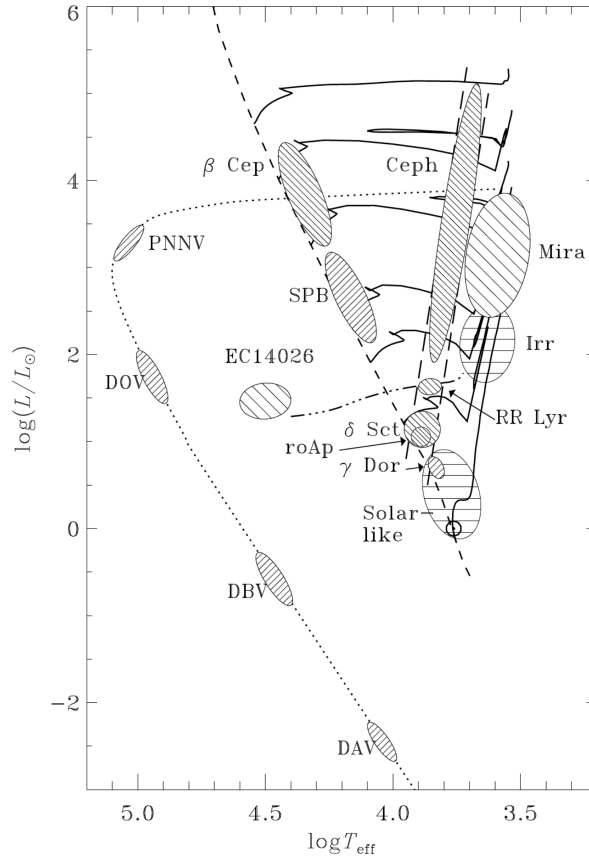 6
β Cep
Ceph
4
PNNV
Mira
SPB
EC14026
Irr
2
DOV
log(L/L⊙)
RR Lyr
δ Sct
roAp
γ Dor
Solar
like
0
DBV
−2
DAV
5.0 4.5 4.0 3.5
log T_eff